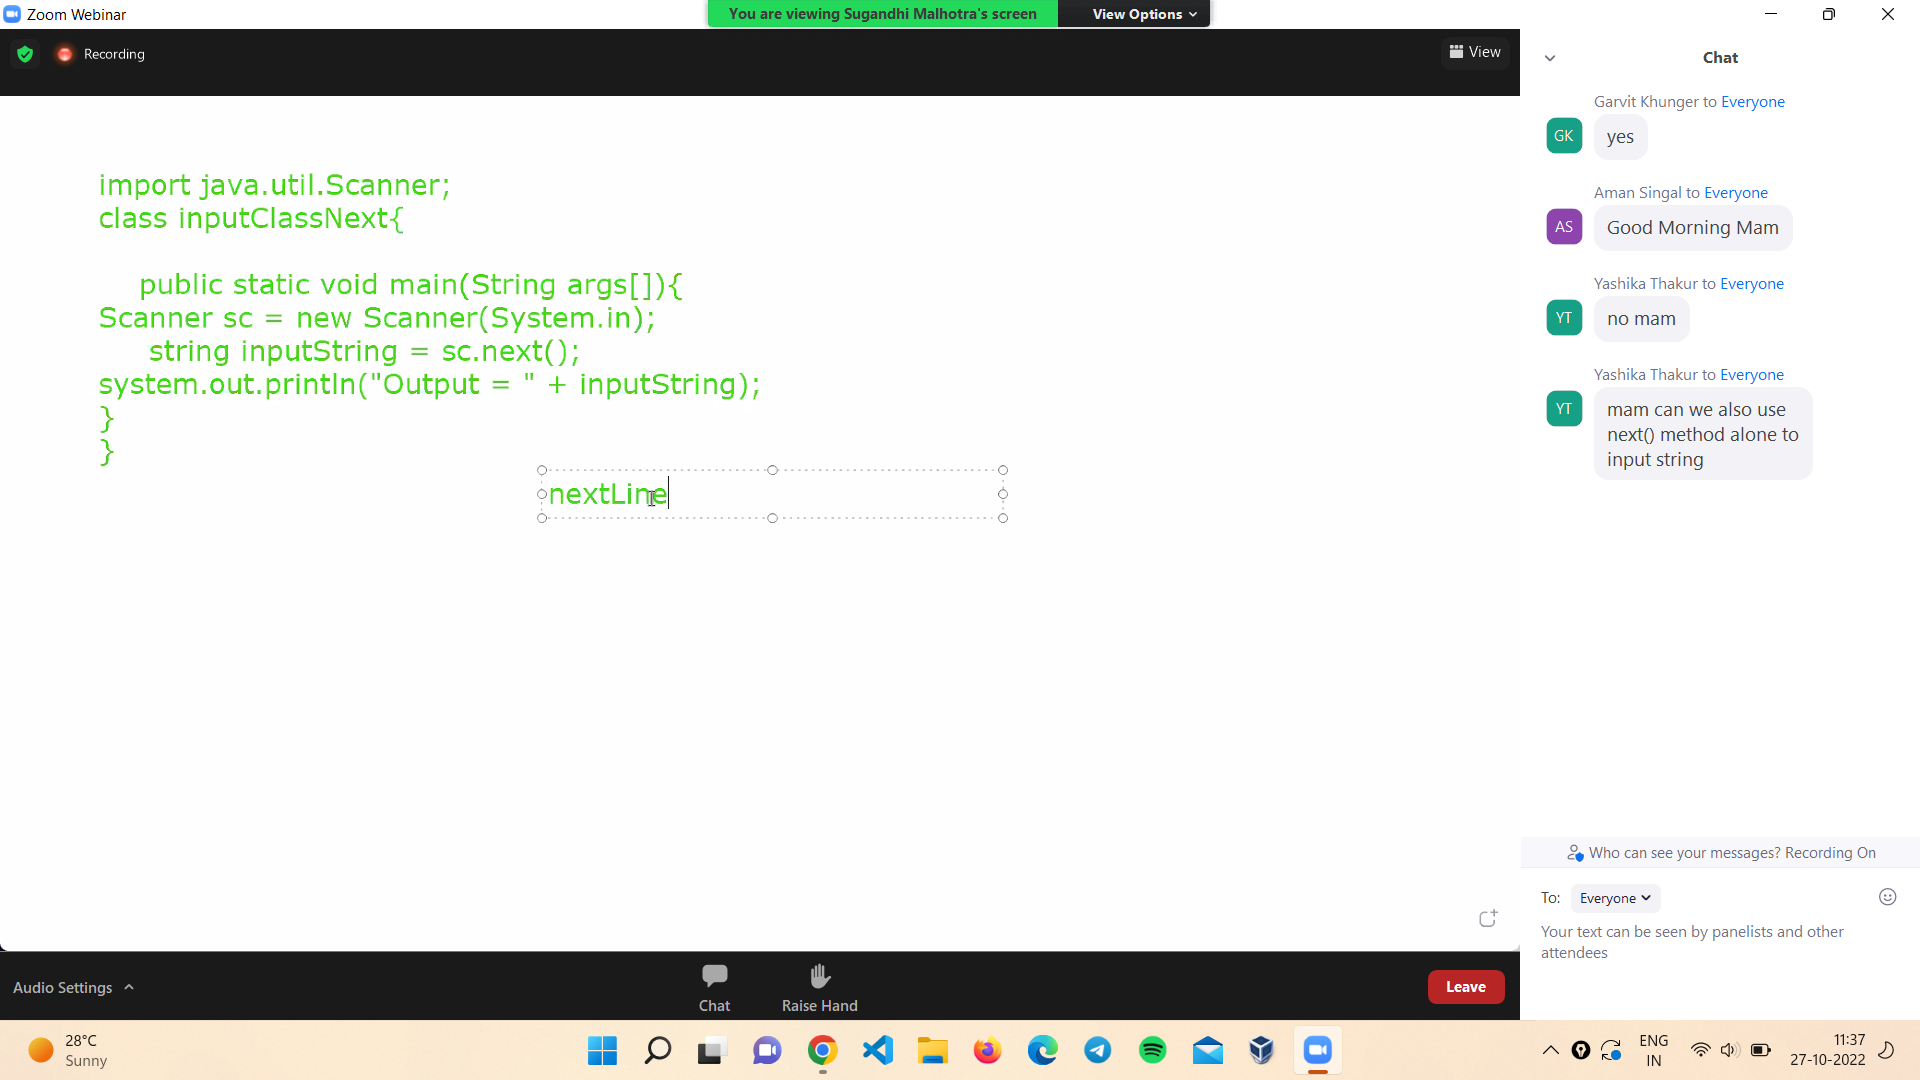 Zoom Webinar
You are viewing Sugandhi Malhotra's screen
View Options
Recording
View
import java.util.Scanner;
class inputClassNext{
public static void main(String args[]){
Scanner sc = new Scanner(System.in);
string inputString = sc.next();
system.out.println("Output = " + inputString);
}
}
nextLine
Chat
Garvit Khunger to Everyone
GK
yes
Aman Singal to Everyone
AS
Good Morning Mam
Yashika Thakur to Everyone
YT
no mam
Yashika Thakur to Everyone
YT
mam can we also use
next() method alone to
input string
Who can see your messages? Recording On
To: Everyone
Your text can be seen by panelists and other
attendees
Audio Settings
Chat
Raise Hand
Leave
28°C
Sunny
ENG
IN
11:37
27-10-2022